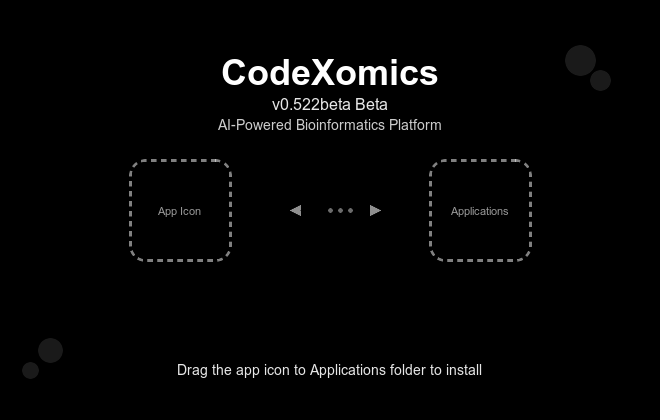 CodeXomics
v0.522beta Beta
AI-Powered Bioinformatics Platform
App Icon
Applications
Drag the app icon to Applications folder to install